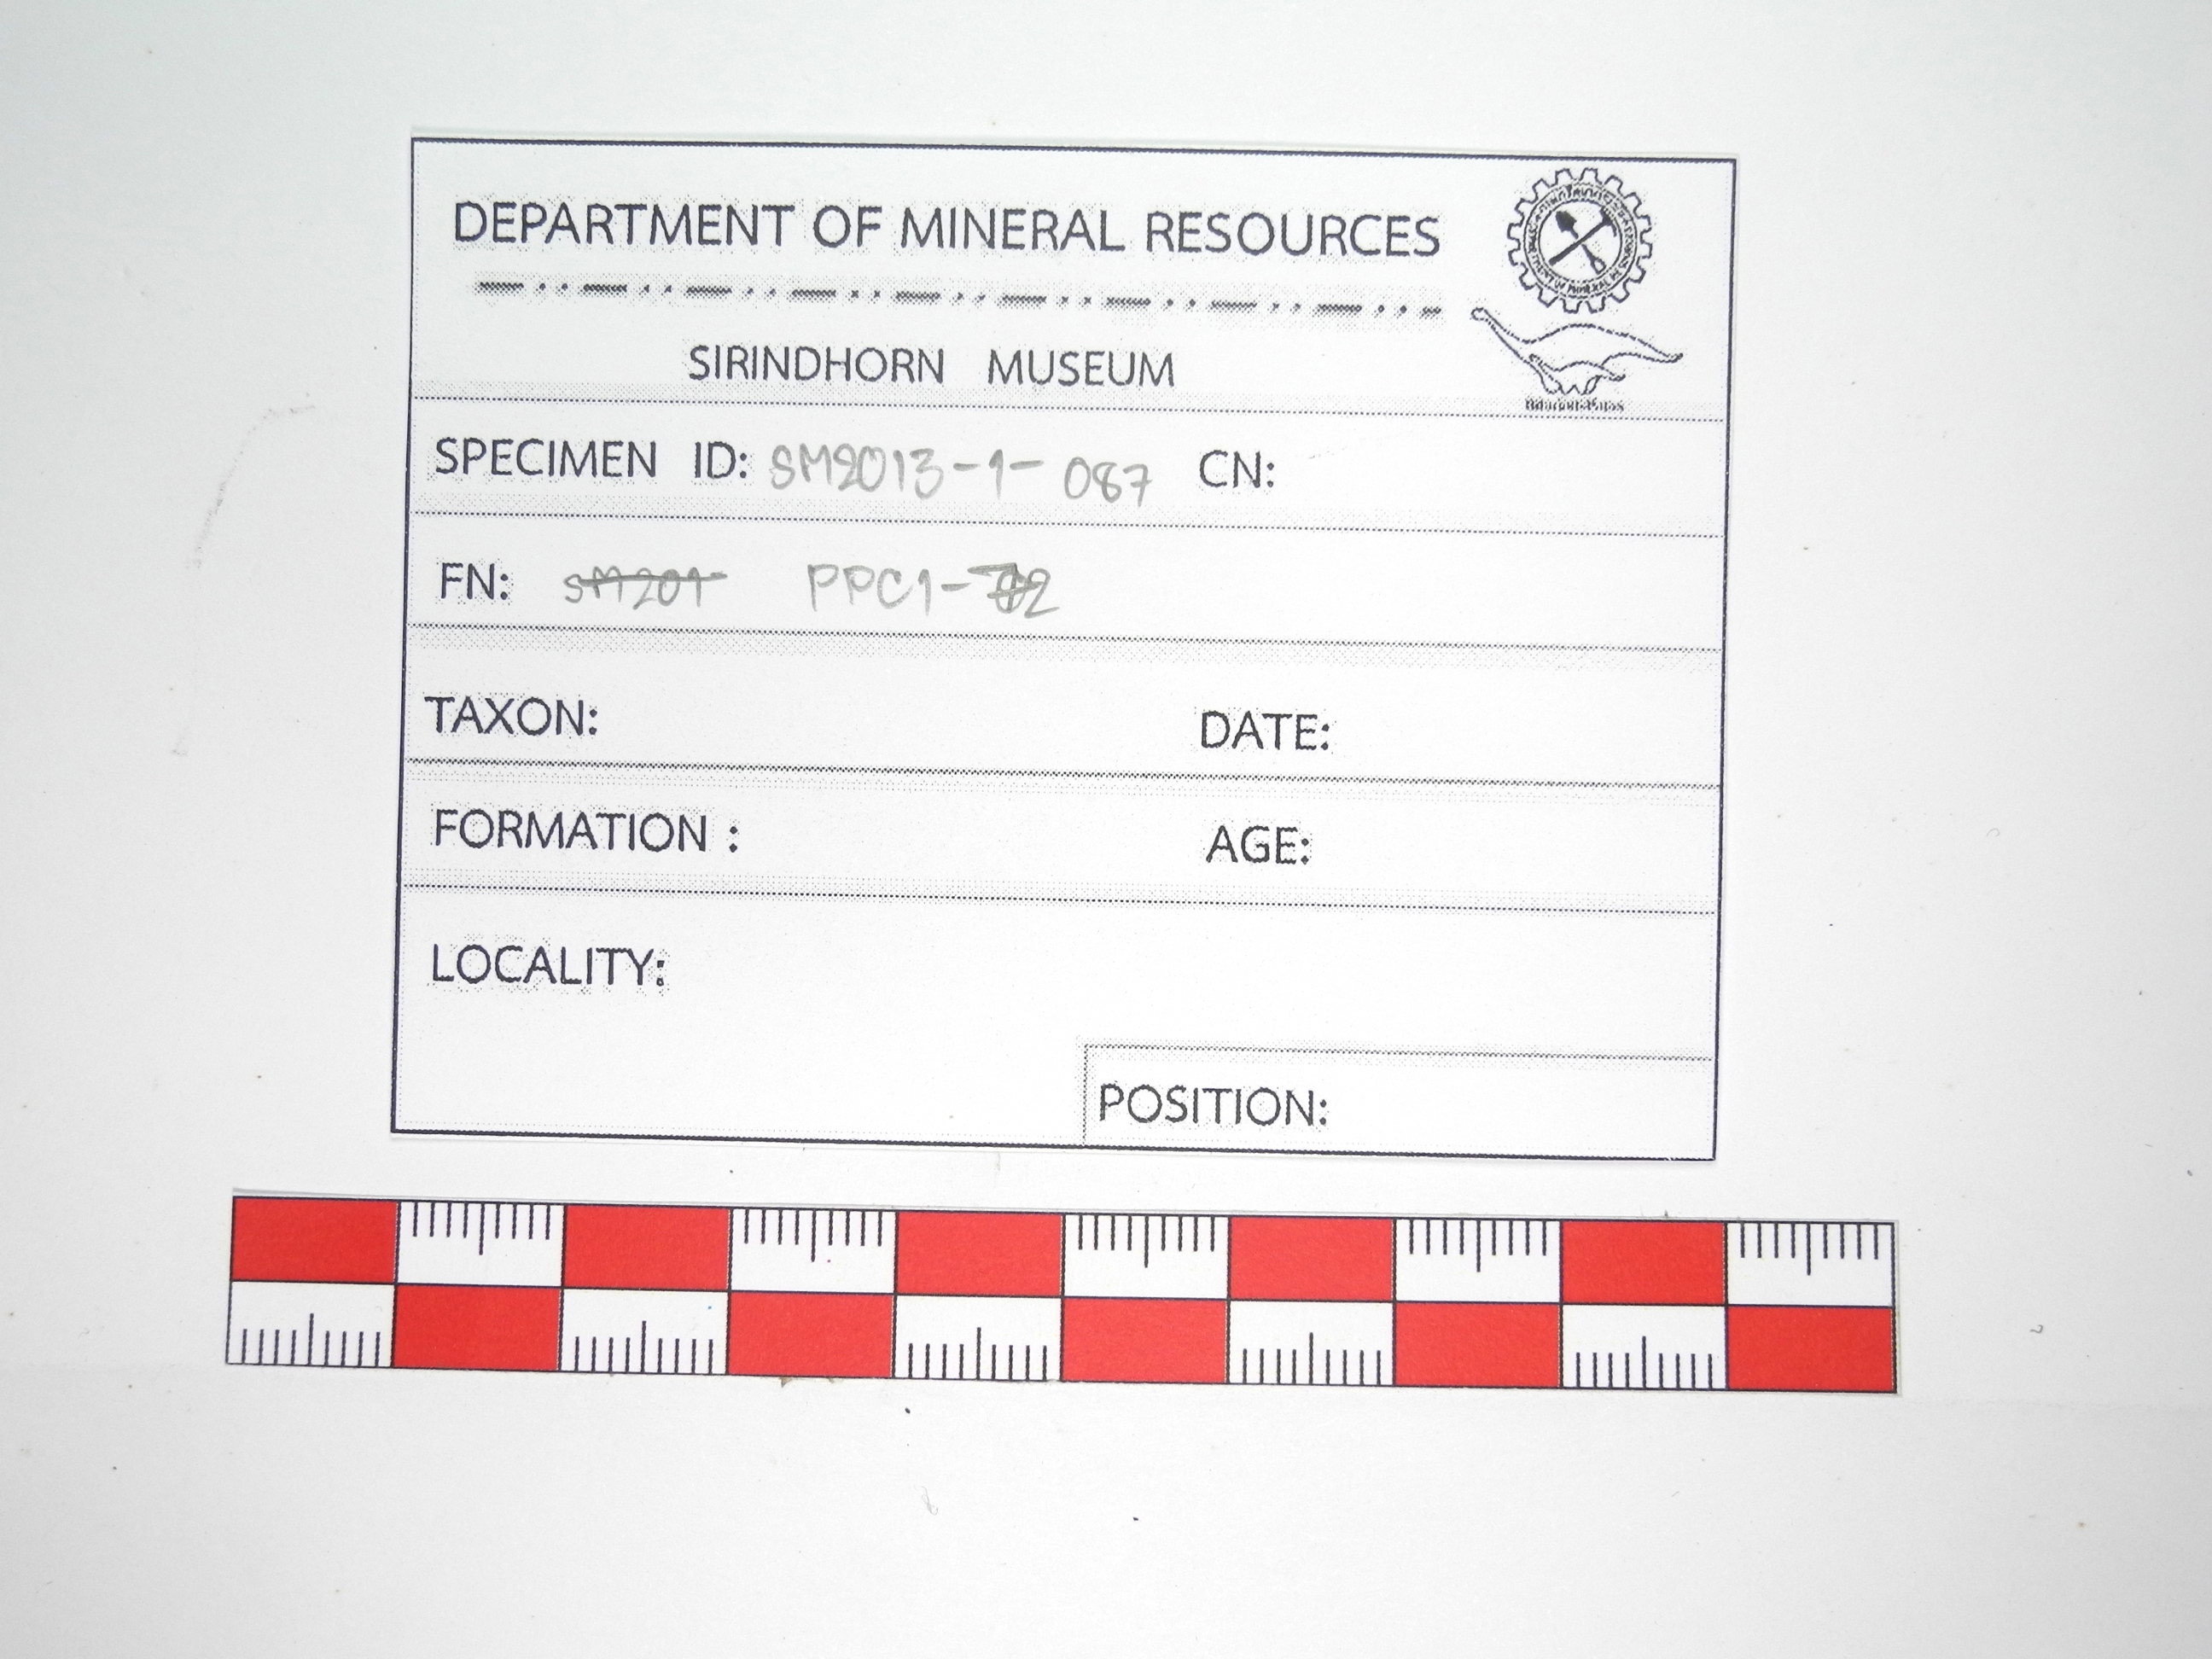 DEPARTMENT OF MINERAL RESOURCES
SIRINDHORN MUSEUM
SPECIMEN ID: SM2013-1-087 CN:
FN: SM201 PPC1-
TAXON: DATE:
FORMATION : AGE:
LOCALITY:
POSITION: